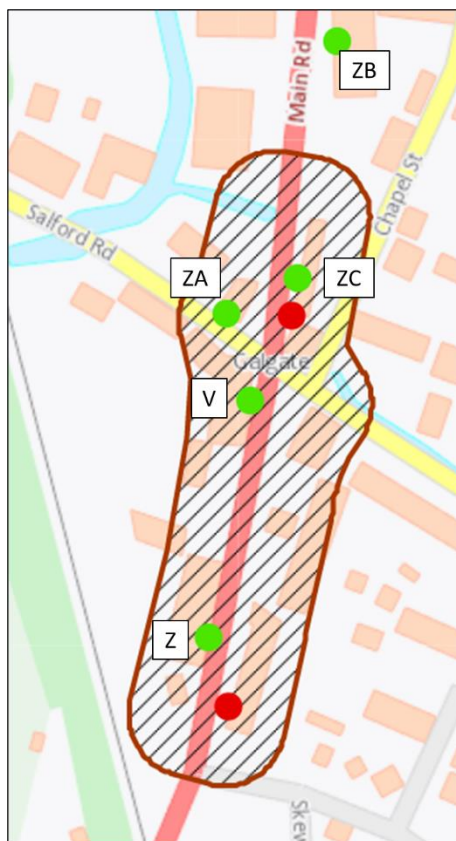 ZB
Main Rd
Chapel St
Salford Rd
ZA
ZC
Galgate
V
Z
Skew